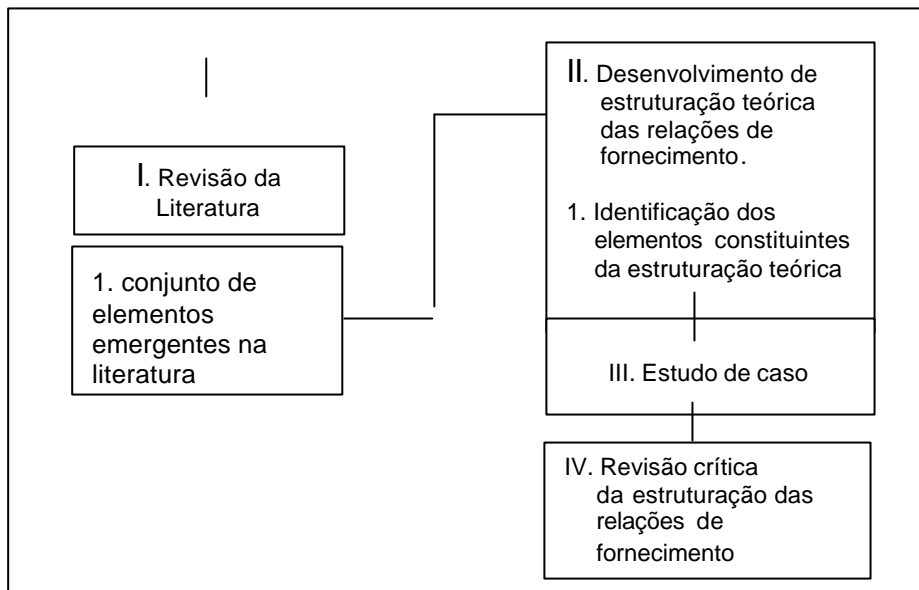 I. Revisão da
Literatura
1. conjunto de
elementos
emergentes na
literatura
II. Desenvolvimento de
estruturação teórica
das relações de
fornecimento.
1. Identificação dos
elementos constituintes
da estruturação teórica
III. Estudo de caso
IV. Revisão crítica
da estruturação das
relações de
fornecimento